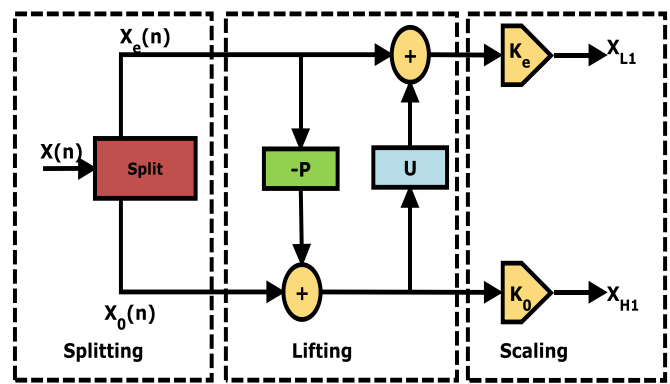 Xe(n)
X(n)
Split
X0(n)
Splitting
+
-P
U
+
Lifting
Ke
XL1
K0
XH1
Scaling